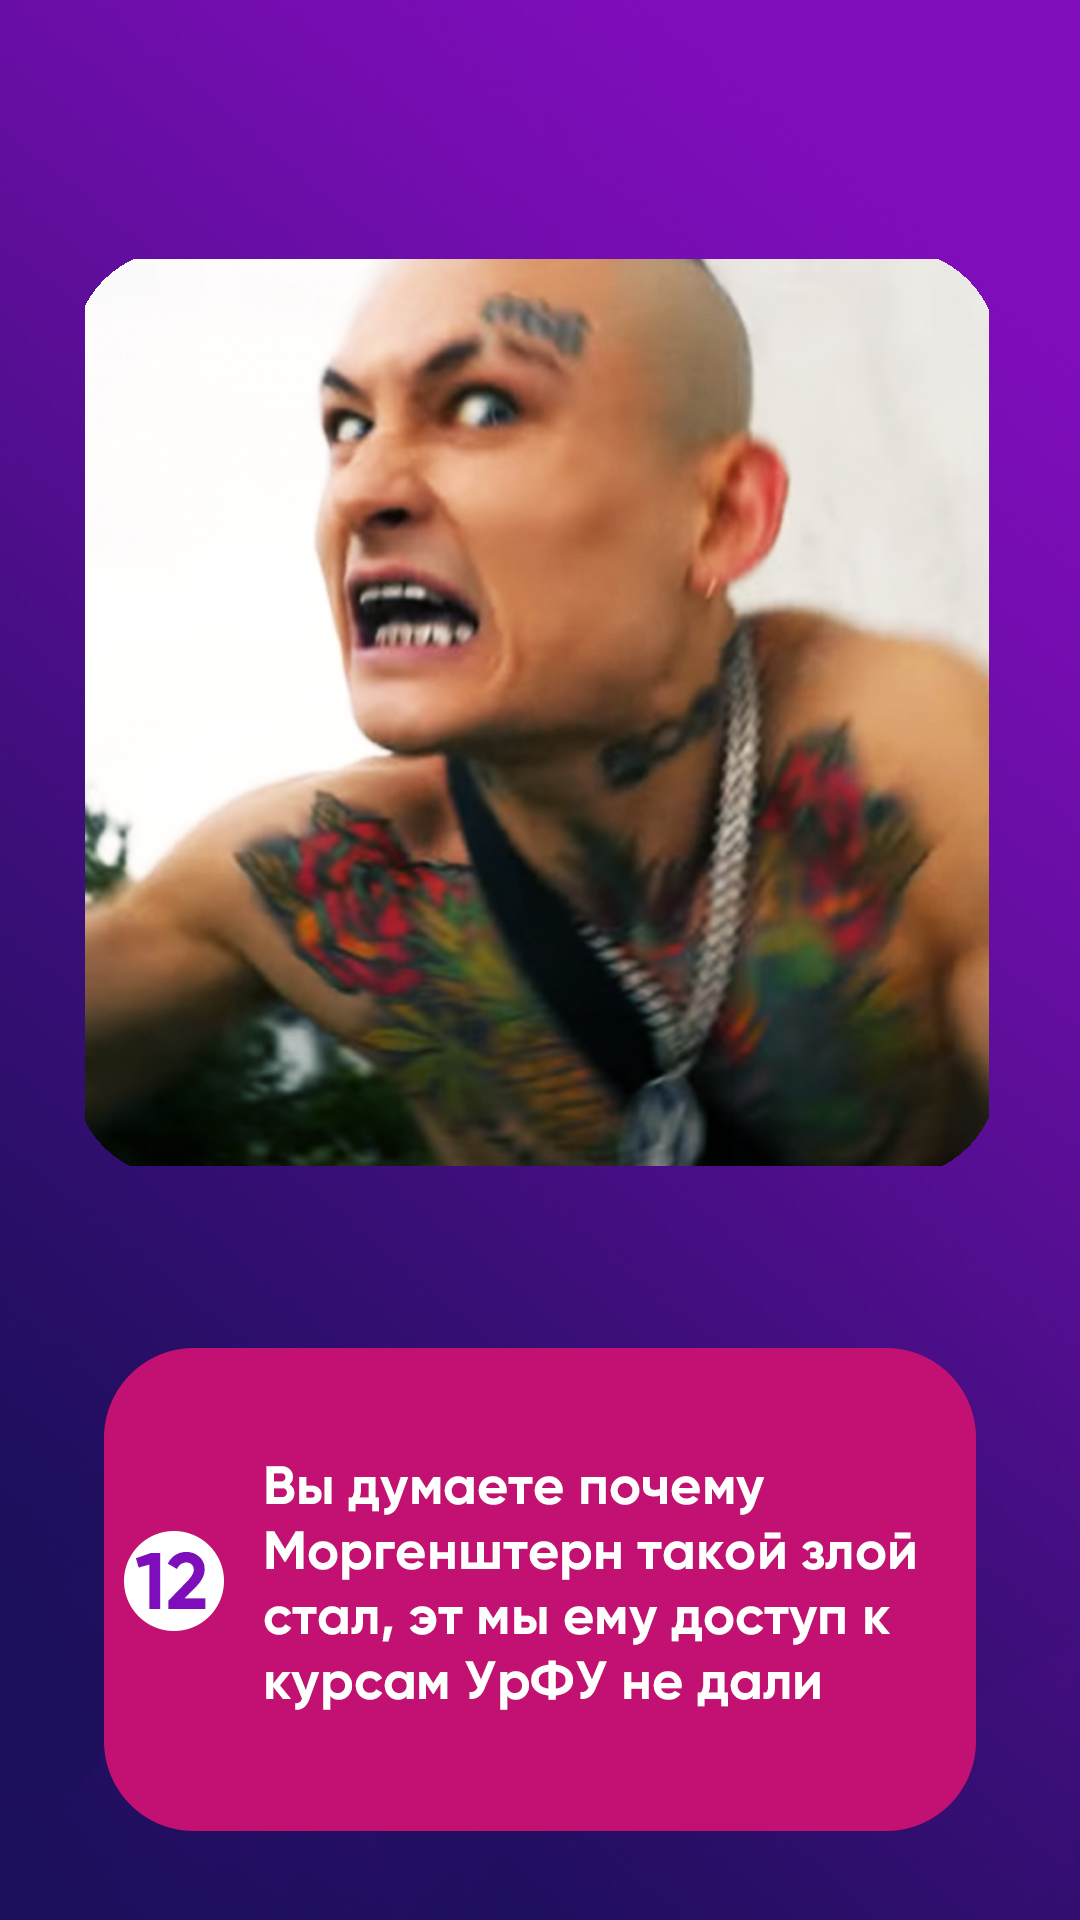 12
Вы думаете почему
Моргенштерн такой злой
стал, эт мы ему доступ к
курсам УрФУ не дали